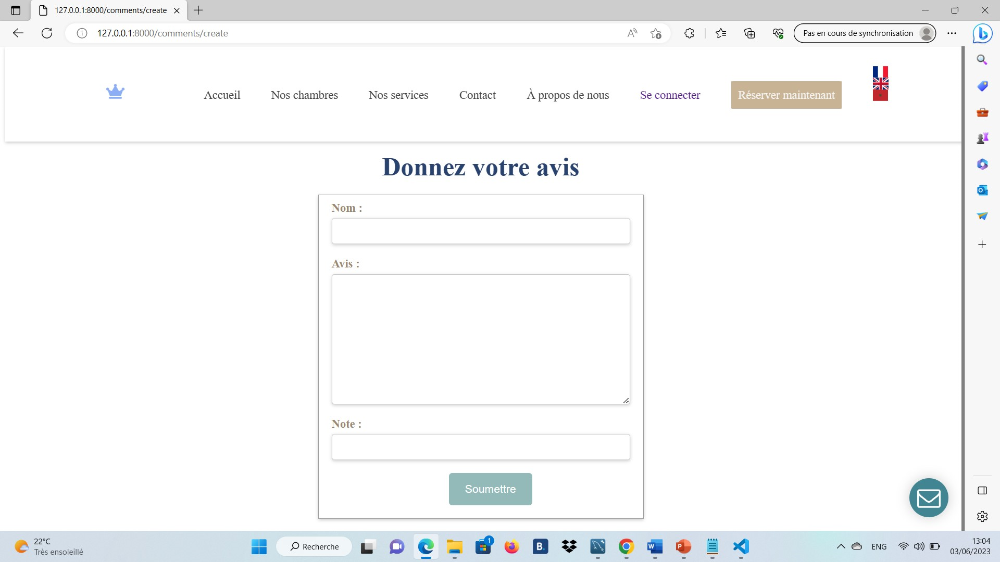 127.0.0.1:8000/comments/create
127.0.0.1:8000/comments/create
Pas en cours de synchronisation
Accueil
Nos chambres
Nos services
Contact
À propos de nous
Se connecter
Réserver maintenant
Donnez votre avis
Nom :
Avis :
Note :
Soumettre
22°C
Très ensoleillé
Recherche
1
B.
ENG
13:04
03/06/2023